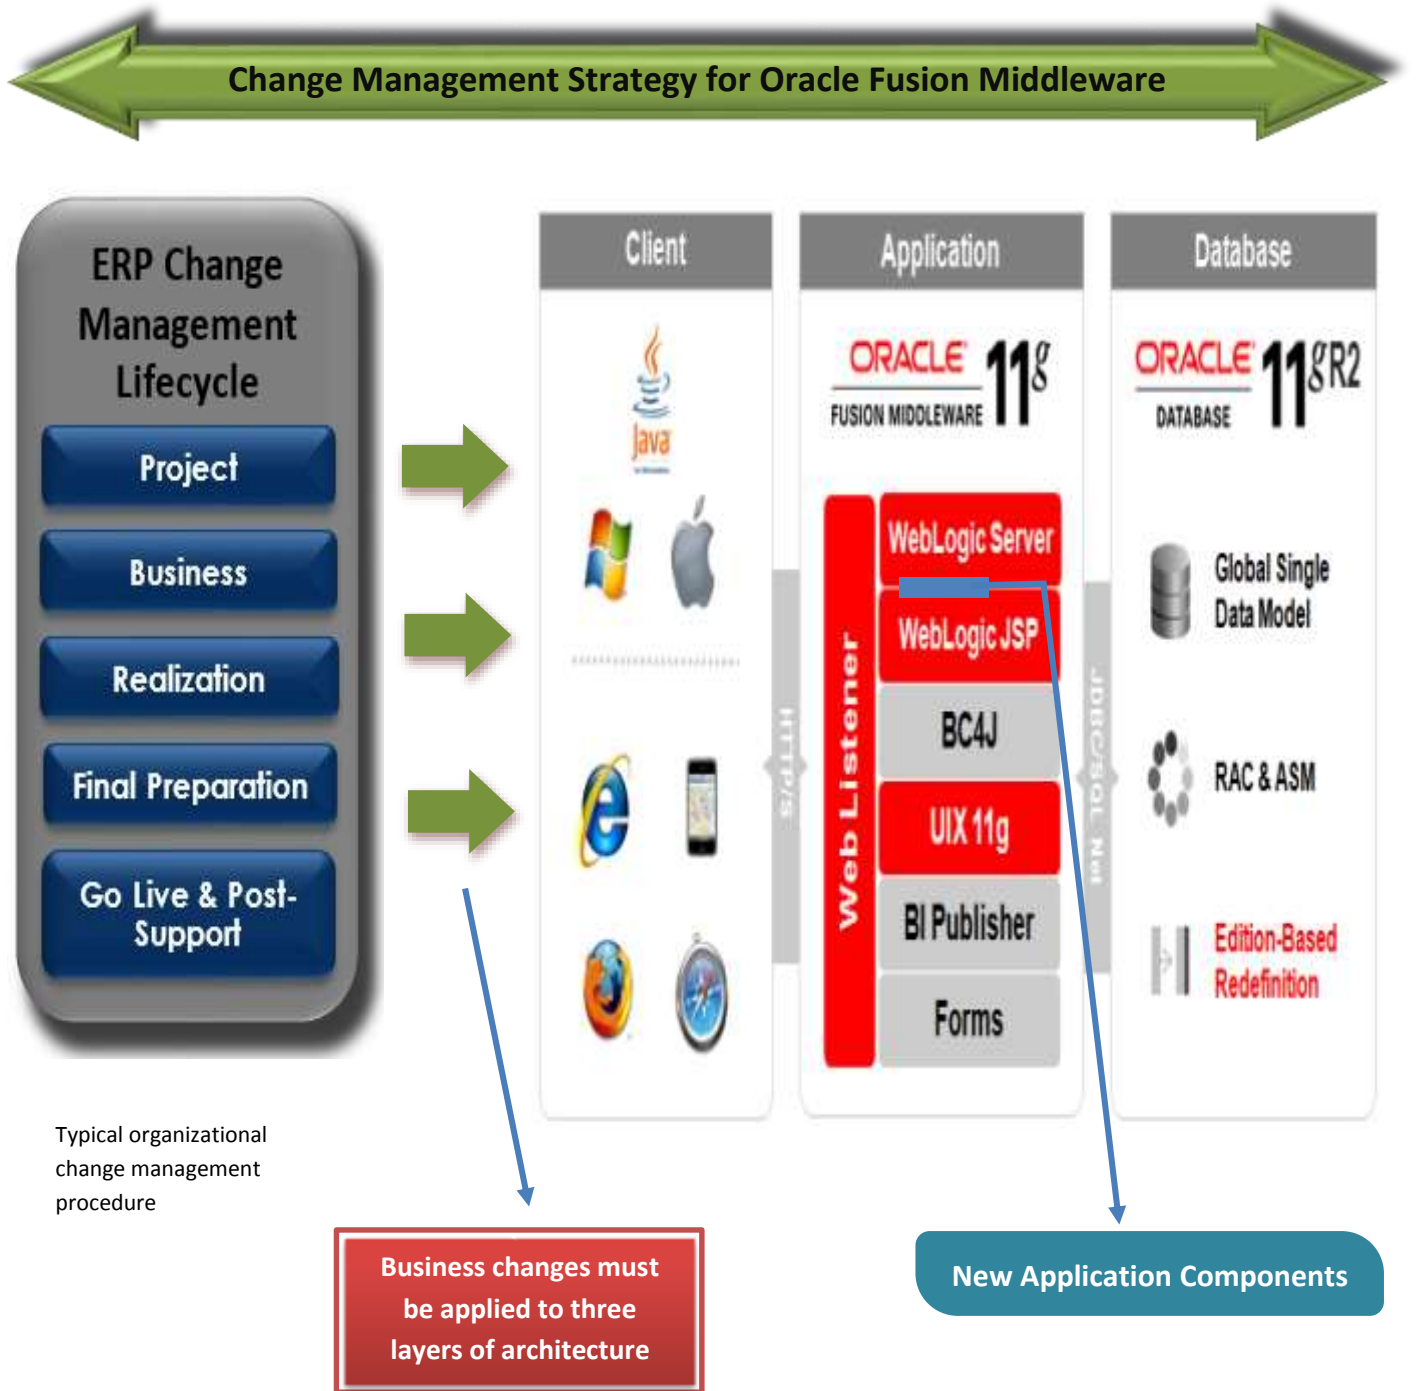 Change Management Strategy for Oracle Fusion Middleware
ERP Change
Management
Lifecycle
Project
Business
Realization
Final Preparation
Go Live & Post-
Support
Typical organizational
change management
procedure
Client
Java
HTTP/S
Application
ORACLE 11g
FUSION MIDDLEWARE
Web Listener
WebLogic Server
WebLogic JSP
BC4J
UIX 11g
BI Publisher
Forms
JDBC/SQL Net
Database
ORACLE 11gR2
DATABASE
Global Single
Data Model
RAC & ASM
Edition-Based
Redefinition
Business changes must
be applied to three
layers of architecture
New Application Components